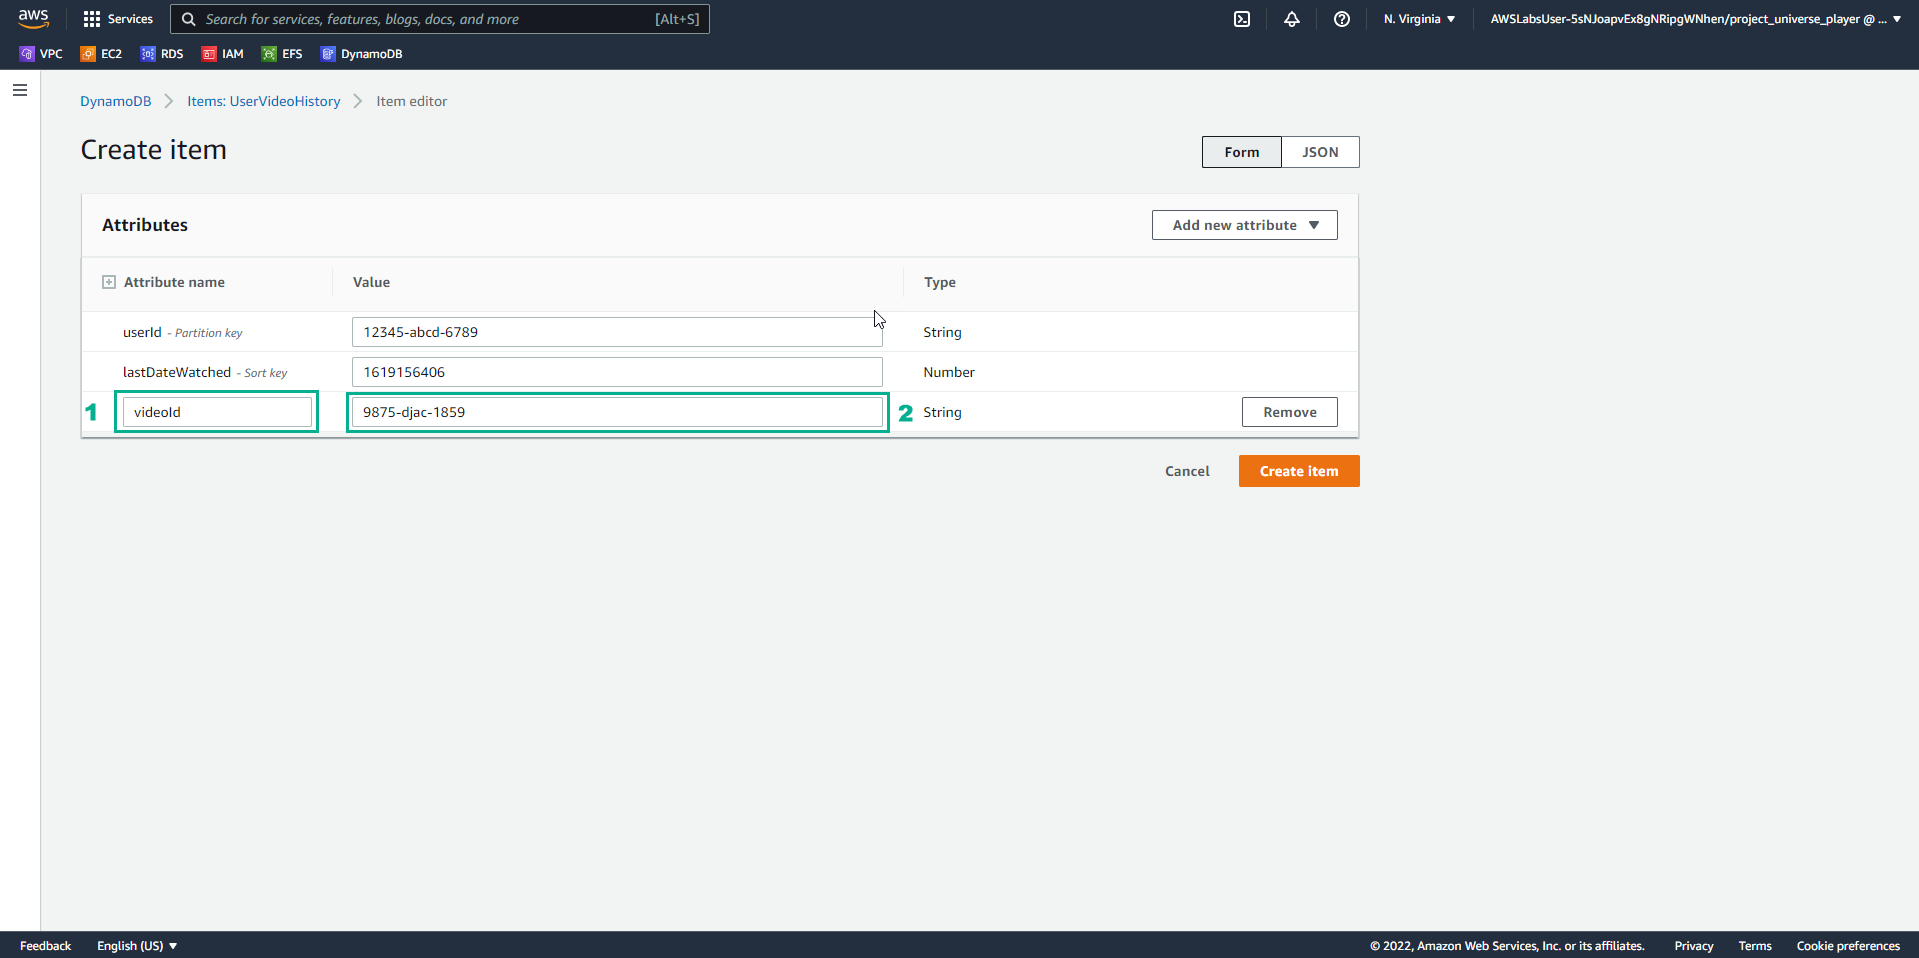 aws Services Search for services, features, blogs, docs, and more [Alt+S] N. Virginia AWSLabsUser-5sNJoapvEx8gNRipgWNhen/project_universe_player @ ...
VPC EC2 RDS IAM EFS DynamoDB
DynamoDB Items: UserVideoHistory Item editor
Create item
Form JSON
Attributes Add new attribute
Attribute name Value Type
userId - Partition key 12345-abcd-6789 String
lastDateWatched - Sort key 1619156406 Number
1 videoId 9875-djac-1859 2 String Remove
Cancel Create item
Feedback English (US) © 2022, Amazon Web Services, Inc. or its affiliates. Privacy Terms Cookie preferences